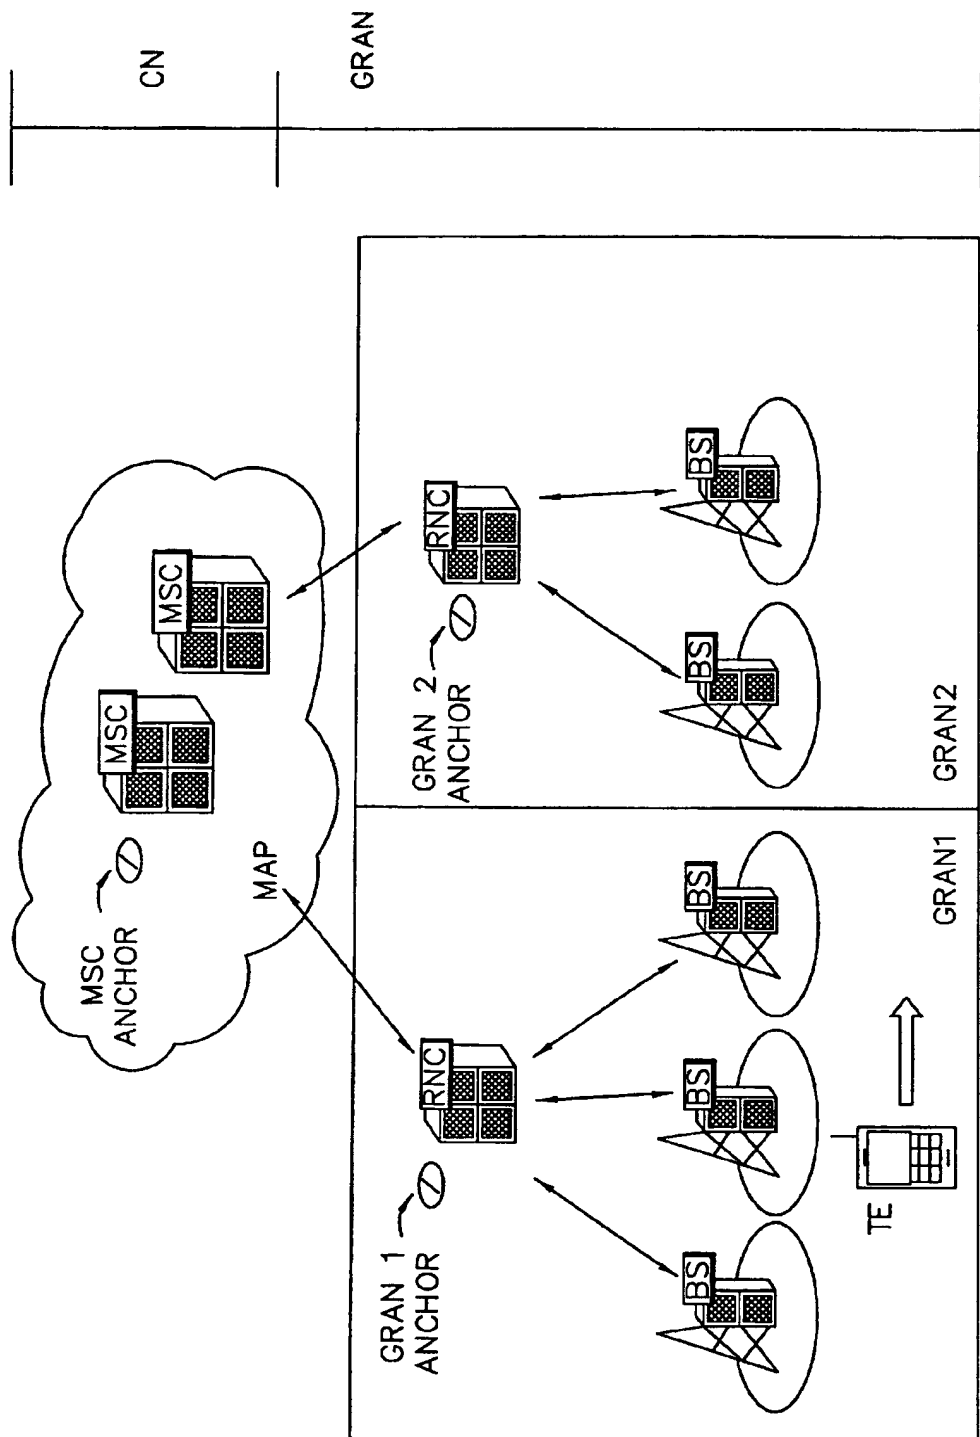 CN
GRAN
MSC
MSC
MSC
ANCHOR
MAP
RNC
GRAN 1
ANCHOR
RNC
GRAN 2
ANCHOR
BS
BS
BS
BS
BS
TE
GRAN1
GRAN2